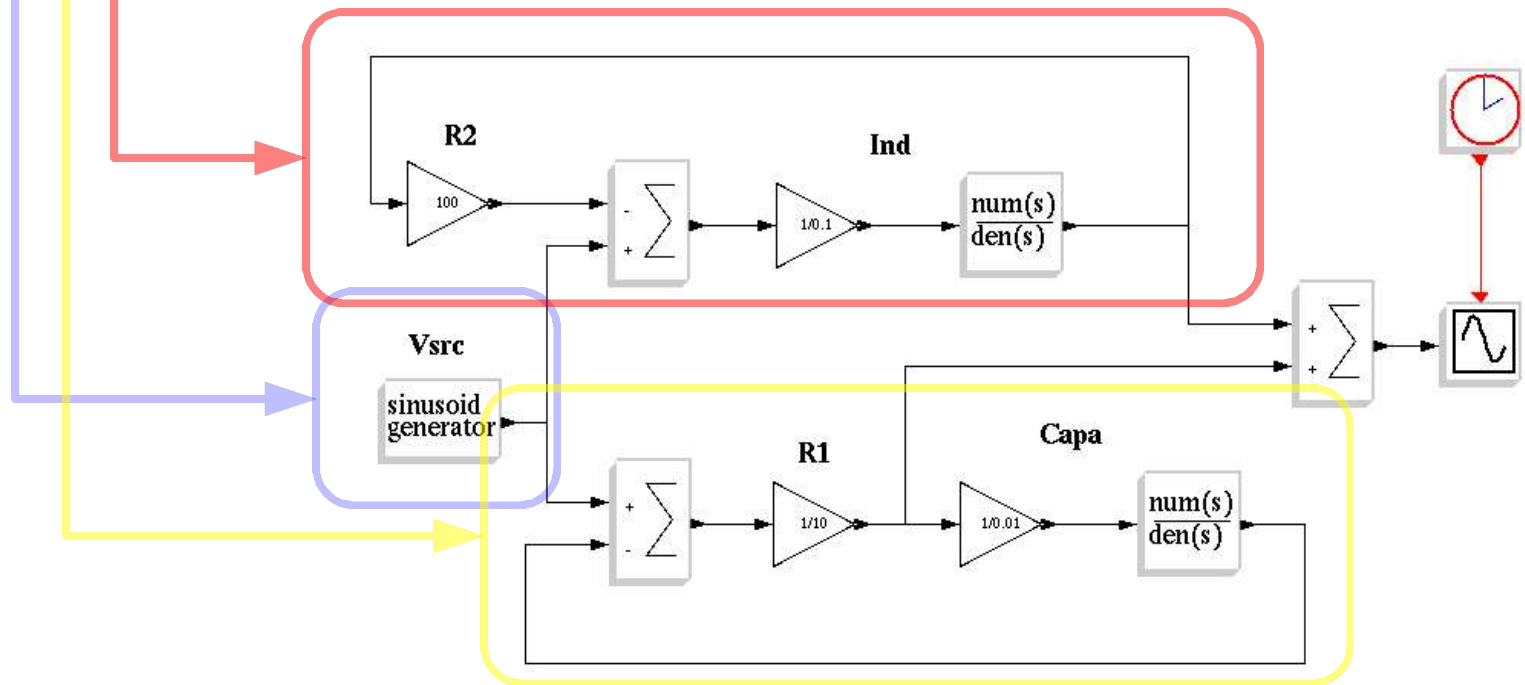 R2
100
-
+
Ind
1/0.1
num(s)
den(s)
Vsrc
sinusoid
generator
+
+
+
-
R1
1/10
Capa
1/0.01
num(s)
den(s)